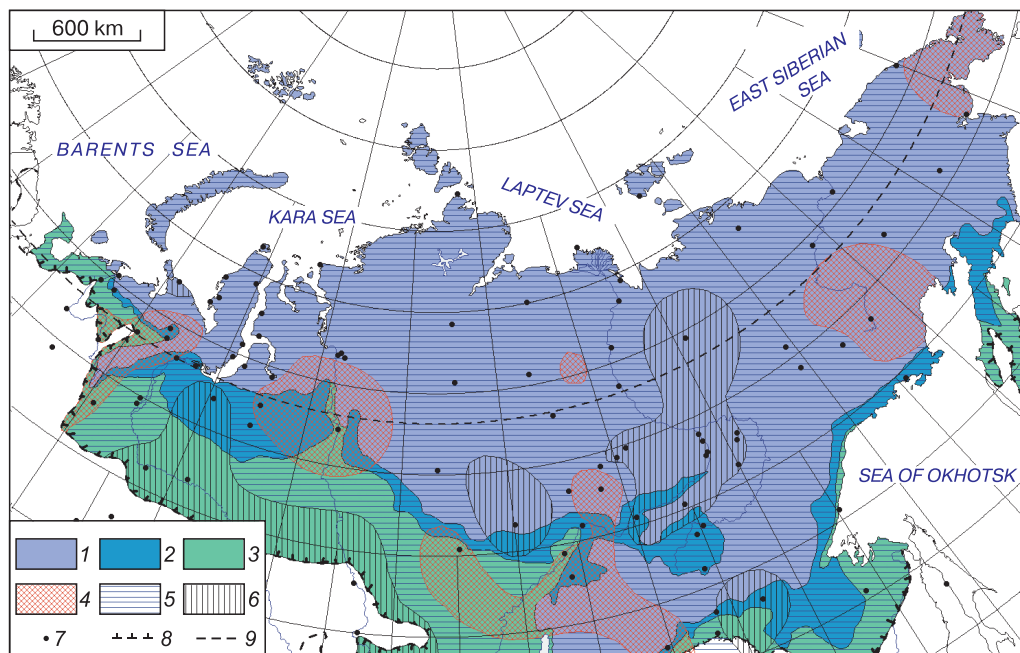 600 km
EAST SIBERIAN
SEA
BARENTS SEA
LAPTEV SEA
KARA SEA
SEA OF OKHOTSK
1 2 3
4 5 6
7 8 9